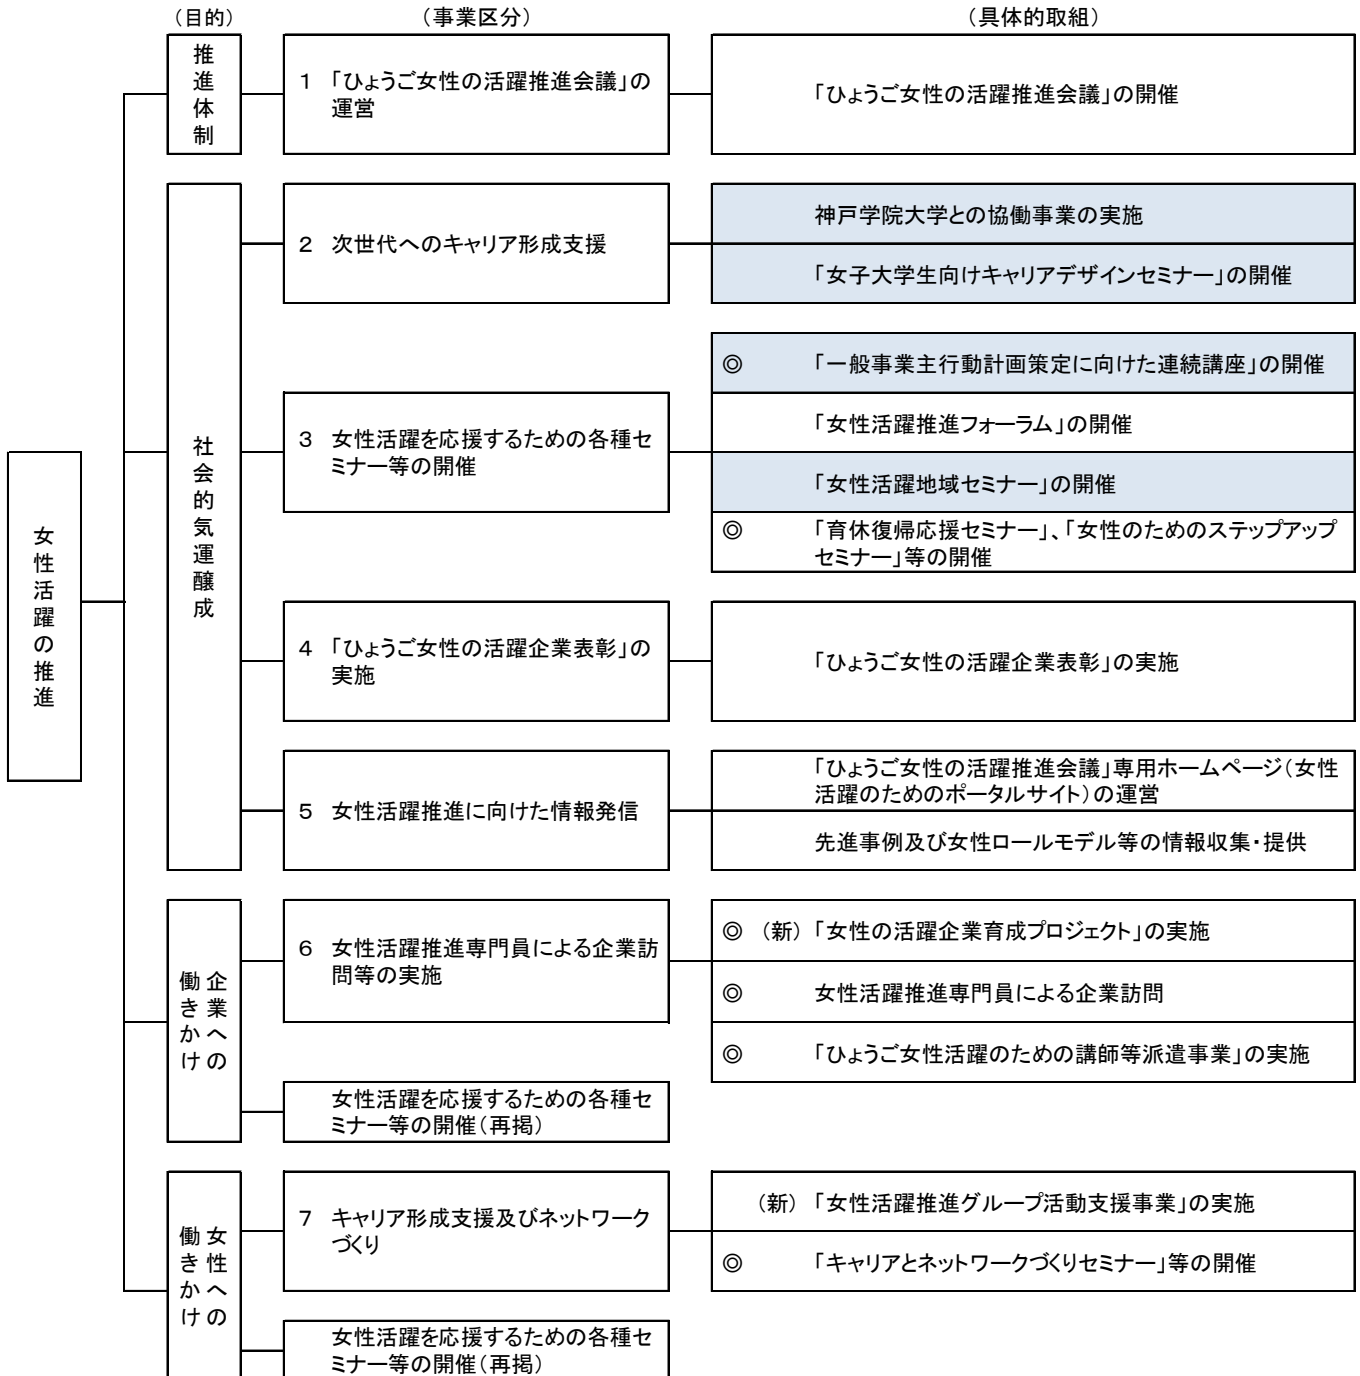 （目的）
（事業区分）
（具体的取組）
女性活躍の推進
推進体制
1 「ひょうご女性の活躍推進会議」の
運営
「ひょうご女性の活躍推進会議」の開催
社会的気運醸成
2 次世代へのキャリア形成支援
神戸学院大学との協働事業の実施
「女子大学生向けキャリアデザインセミナー」の開催
3 女性活躍を応援するための各種セ
ミナー等の開催
◎ 「一般事業主行動計画策定に向けた連続講座」の開催
「女性活躍推進フォーラム」の開催
「女性活躍地域セミナー」の開催
◎ 「育休復帰応援セミナー」、「女性のためのステップアップ
セミナー」等の開催
4 「ひょうご女性の活躍企業表彰」の
実施
「ひょうご女性の活躍企業表彰」の実施
5 女性活躍推進に向けた情報発信
「ひょうご女性の活躍推進会議」専用ホームページ（女性
活躍のためのポータルサイト）の運営
先進事例及び女性ロールモデル等の情報収集・提供
企業への
働きかけ
6 女性活躍推進専門員による企業訪
問等の実施
◎ （新）「女性の活躍企業育成プロジェクト」の実施
◎ 女性活躍推進専門員による企業訪問
◎ 「ひょうご女性活躍のための講師等派遣事業」の実施
女性活躍を応援するための各種セ
ミナー等の開催（再掲）
女性への
働きかけ
7 キャリア形成支援及びネットワーク
づくり
（新）「女性活躍推進グループ活動支援事業」の実施
◎ 「キャリアとネットワークづくりセミナー」等の開催
女性活躍を応援するための各種セ
ミナー等の開催（再掲）